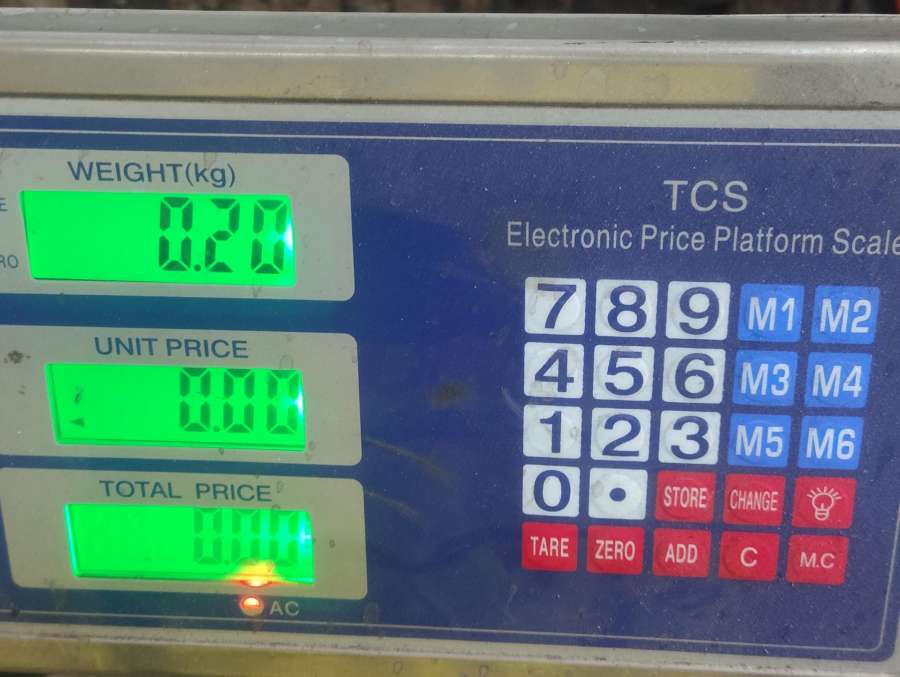 WEIGHT(kg)
0.20
UNIT PRICE
0.00
TOTAL PRICE
0.00
AC
TCS
Electronic Price Platform Scale
7 8 9 M1 M2
4 5 6 M3 M4
1 2 3 M5 M6
0 • STORE CHANGE
TARE ZERO ADD C M.C